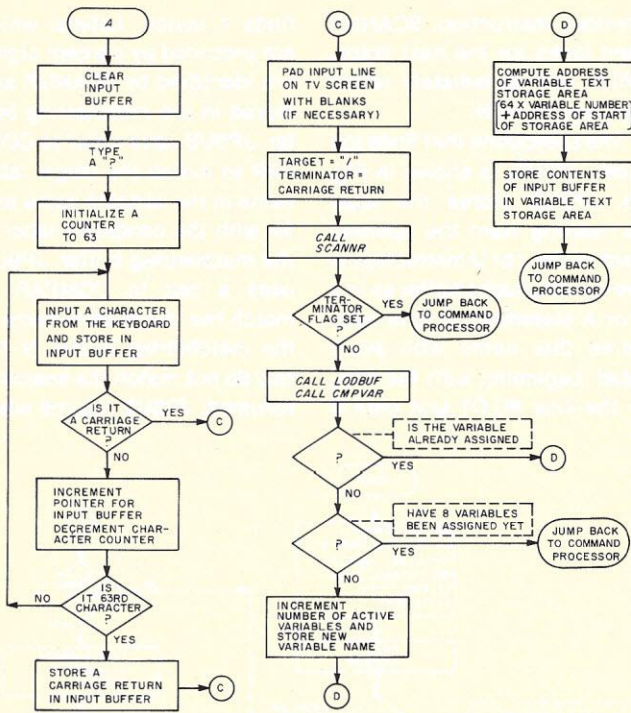 A
CLEAR
INPUT
BUFFER
TYPE
A "?"
INITIALIZE A
COUNTER
TO 63
INPUT A CHARACTER
FROM THE KEYBOARD
AND STORE IN
INPUT BUFFER
IS IT
A CARRIAGE
RETURN
?
YES
C
NO
INCREMENT
POINTER FOR
INPUT BUFFER
DECREMENT CHAR-
ACTER COUNTER
IS
IT 63RD
CHARACTER
?
NO
YES
STORE A
CARRIAGE RETURN
IN INPUT BUFFER
C
C
PAD INPUT LINE
ON TV SCREEN
WITH BLANKS
(IF NECESSARY)
TARGET = "/"
TERMINATOR =
CARRIAGE RETURN
CALL
SCANNR
TER-
MINATOR
FLAG SET
?
YES
JUMP BACK
TO COMMAND
PROCESSOR
NO
CALL LODBUF
CALL CMPVAR
IS THE VARIABLE
ALREADY ASSIGNED
?
YES
D
NO
HAVE 8 VARIABLES
BEEN ASSIGNED YET
?
YES
JUMP BACK
TO COMMAND
PROCESSOR
NO
INCREMENT
NUMBER OF ACTIVE
VARIABLES AND
STORE NEW
VARIABLE NAME
D
D
COMPUTE ADDRESS
OF VARIABLE TEXT
STORAGE AREA
(64 X VARIABLE NUMBER)
+ ADDRESS OF START
OF STORAGE AREA
STORE CONTENTS
OF INPUT BUFFER
IN VARIABLE TEXT
STORAGE AREA
JUMP BACK
TO COMMAND
PROCESSOR